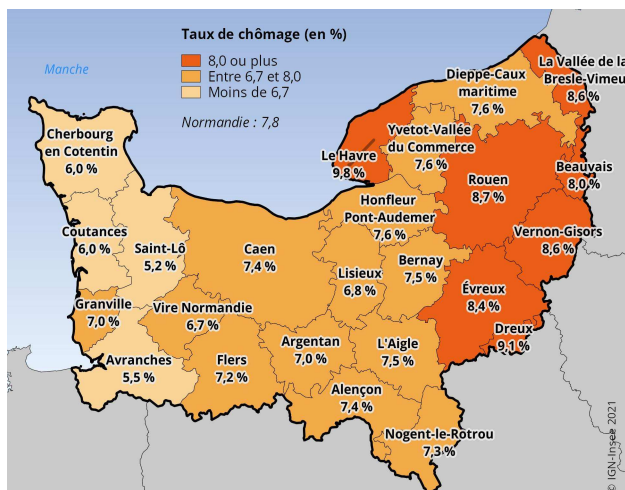 Taux de chômage (en %)
8,0 ou plus
Entre 6,7 et 8,0
Moins de 6,7
Normandie : 7,8
Manche
La Vallée de la
Bresle-Vimeu
8,6 %
Dieppe-Caux
maritime
7,6 %
Cherbourg
en Cotentin
6,0 %
Yvetot-Vallée
du Commerce
7,6 %
Le Havre
9,8 %
Beauvais
8,0 %
Rouen
8,7 %
Honfleur
Pont-Audemer
7,6 %
Coutances
6,0 %
Saint-Lô
5,2 %
Caen
7,4 %
Vernon-Gisors
8,6 %
Lisieux
6,8 %
Bernay
7,5 %
Évreux
8,4 %
Granville
7,0 %
Vire Normandie
6,7 %
Dreux
9,1 %
Argentan
7,0 %
L'Aigle
7,5 %
Avranches
5,5 %
Flers
7,2 %
Alençon
7,4 %
Nogent-le-Rotrou
7,3 %
© IGN-Insee 2021